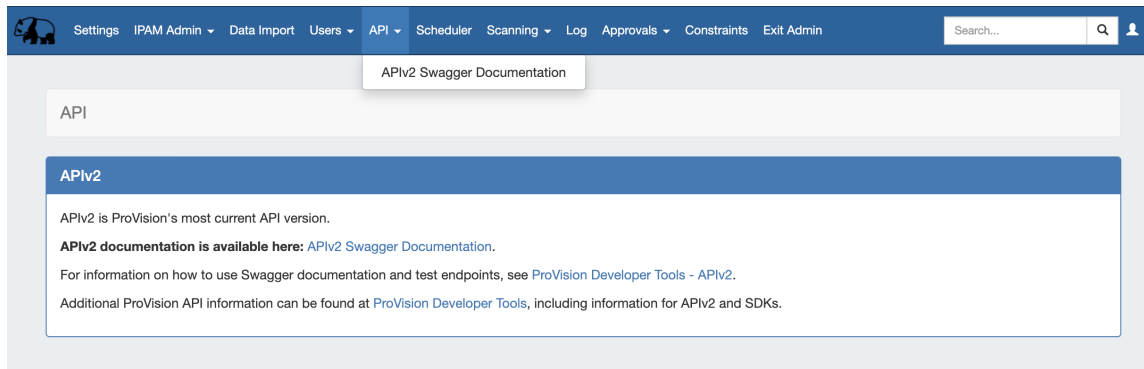 Settings IPAM Admin Data Import Users API Scheduler Scanning Log Approvals Constraints Exit Admin Search...
APIv2 Swagger Documentation
API
APIv2
APIv2 is ProVision's most current API version.
APIv2 documentation is available here: APIv2 Swagger Documentation.
For information on how to use Swagger documentation and test endpoints, see ProVision Developer Tools - APIv2.
Additional ProVision API information can be found at ProVision Developer Tools, including information for APIv2 and SDKs.